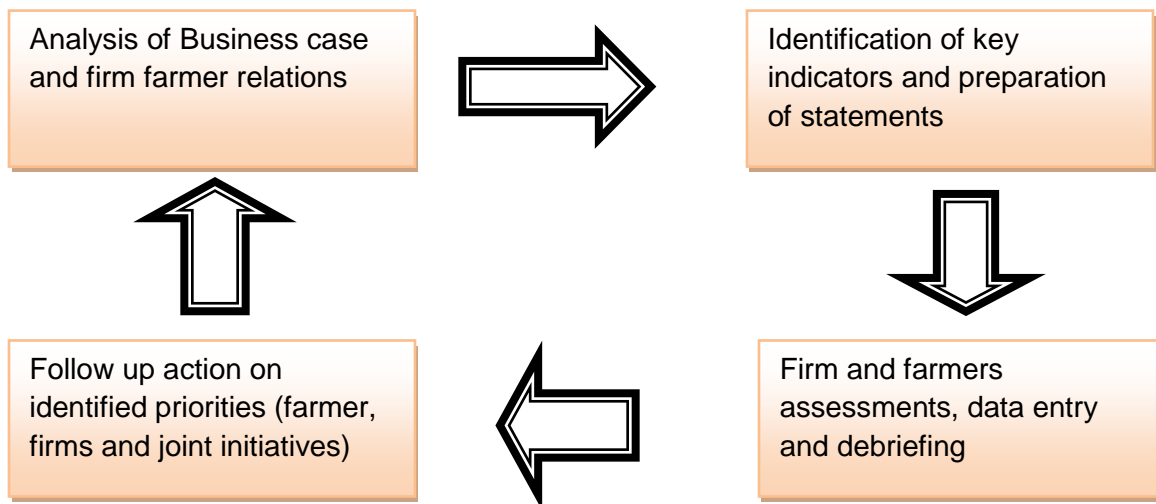 Analysis of Business case
and firm farmer relations
Identification of key
indicators and preparation
of statements
Follow up action on
identified priorities (farmer,
firms and joint initiatives)
Firm and farmers
assessments, data entry
and debriefing